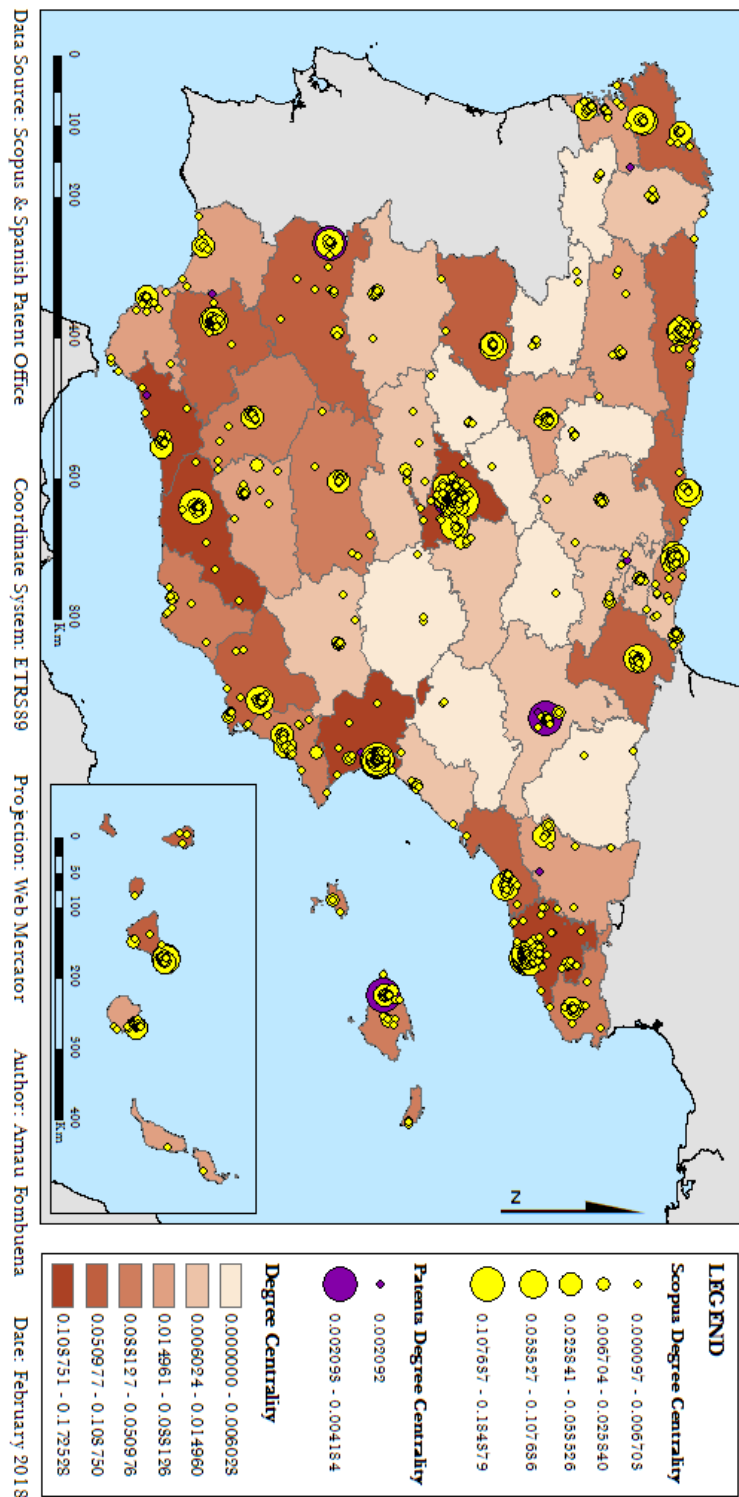 N
0 100 200 400 600 800
Km
0 50 100 200 300 400
Km
LEGEND
Scopus Degree Centrality
0.000097 - 0.006703
0.006704 - 0.025840
0.025841 - 0.058526
0.058527 - 0.107686
0.107687 - 0.184879
Patents Degree Centrality
0.002092
0.002093 - 0.004184
Degree Centrality
0.000000 - 0.006023
0.006024 - 0.014960
0.014961 - 0.038126
0.038127 - 0.050976
0.050977 - 0.108750
0.108751 - 0.172528
Data Source: Scopus & Spanish Patent Office Coordinate System: ETRS89 Projection: Web Mercator Author: Arnau Fombuena Date: February 2018